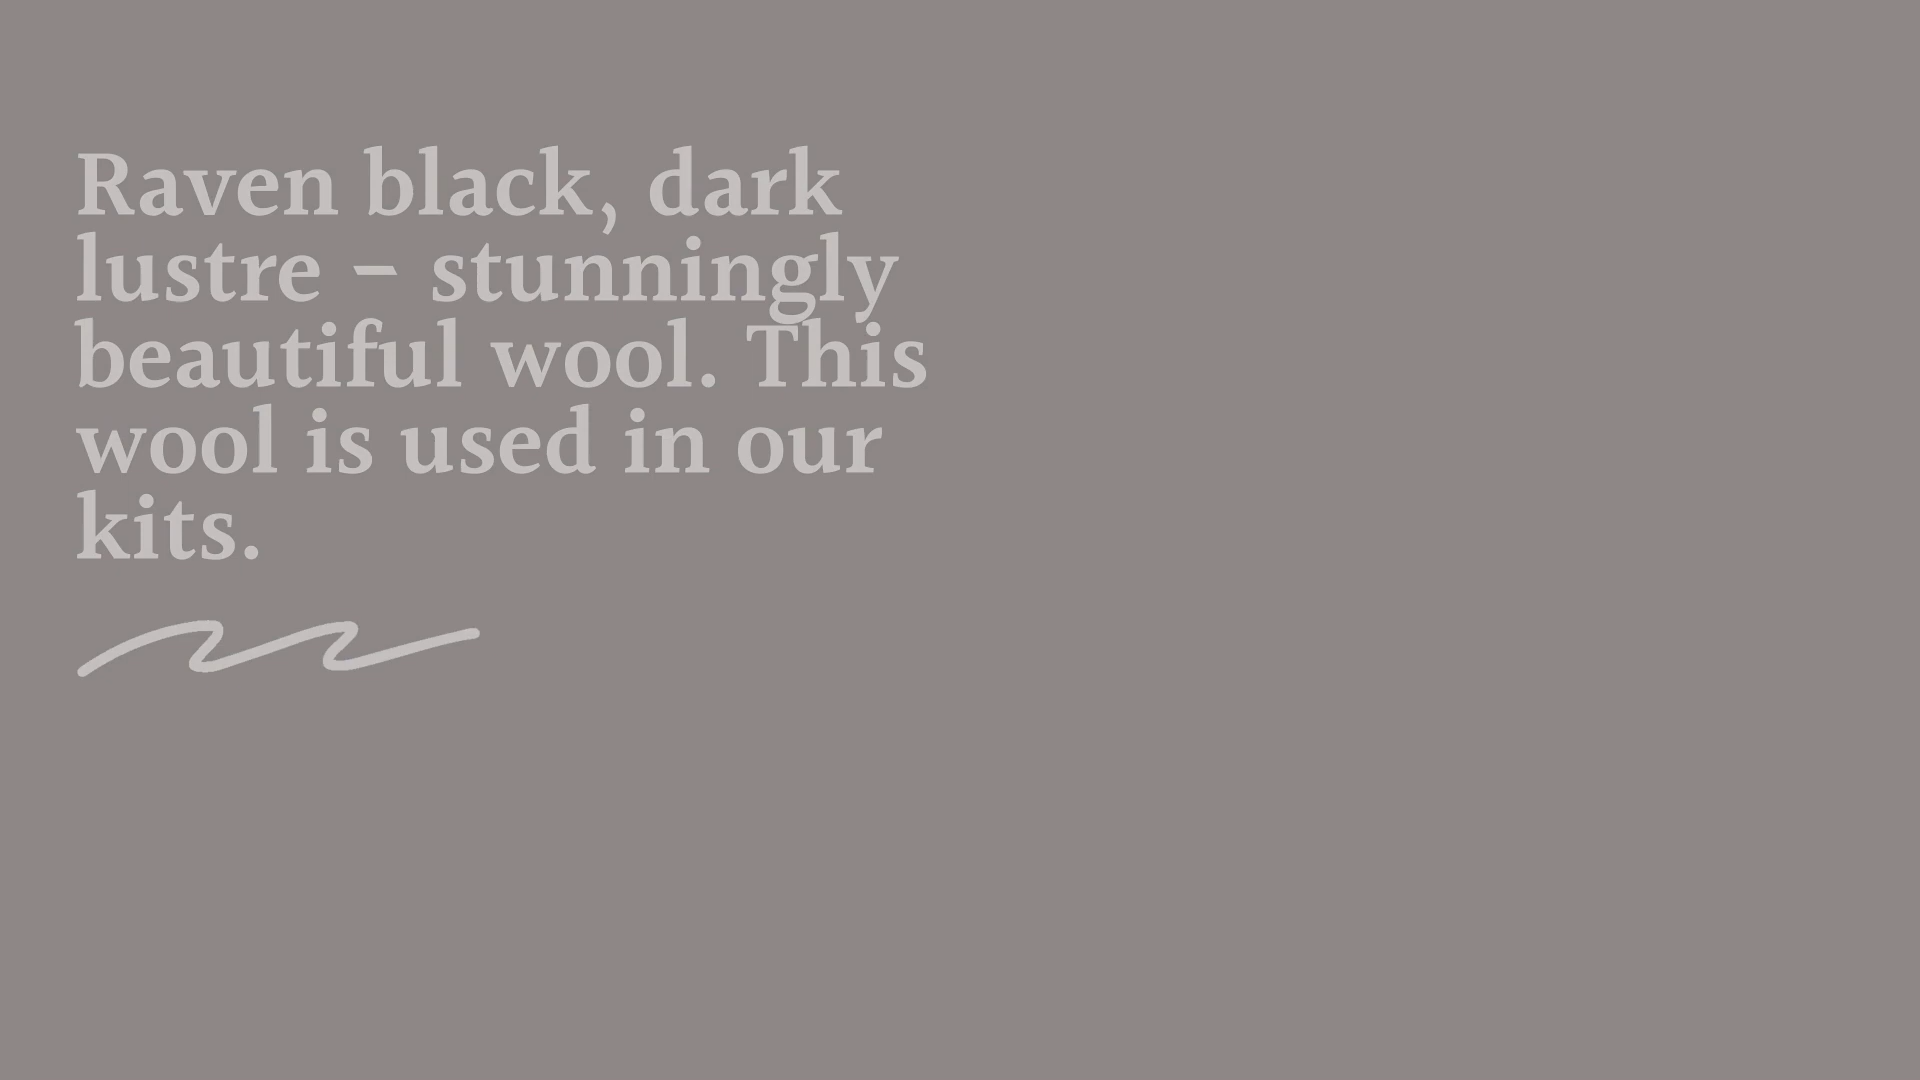 Raven black, dark
lustre – stunningly
beautiful wool. This
wool is used in our
kits.